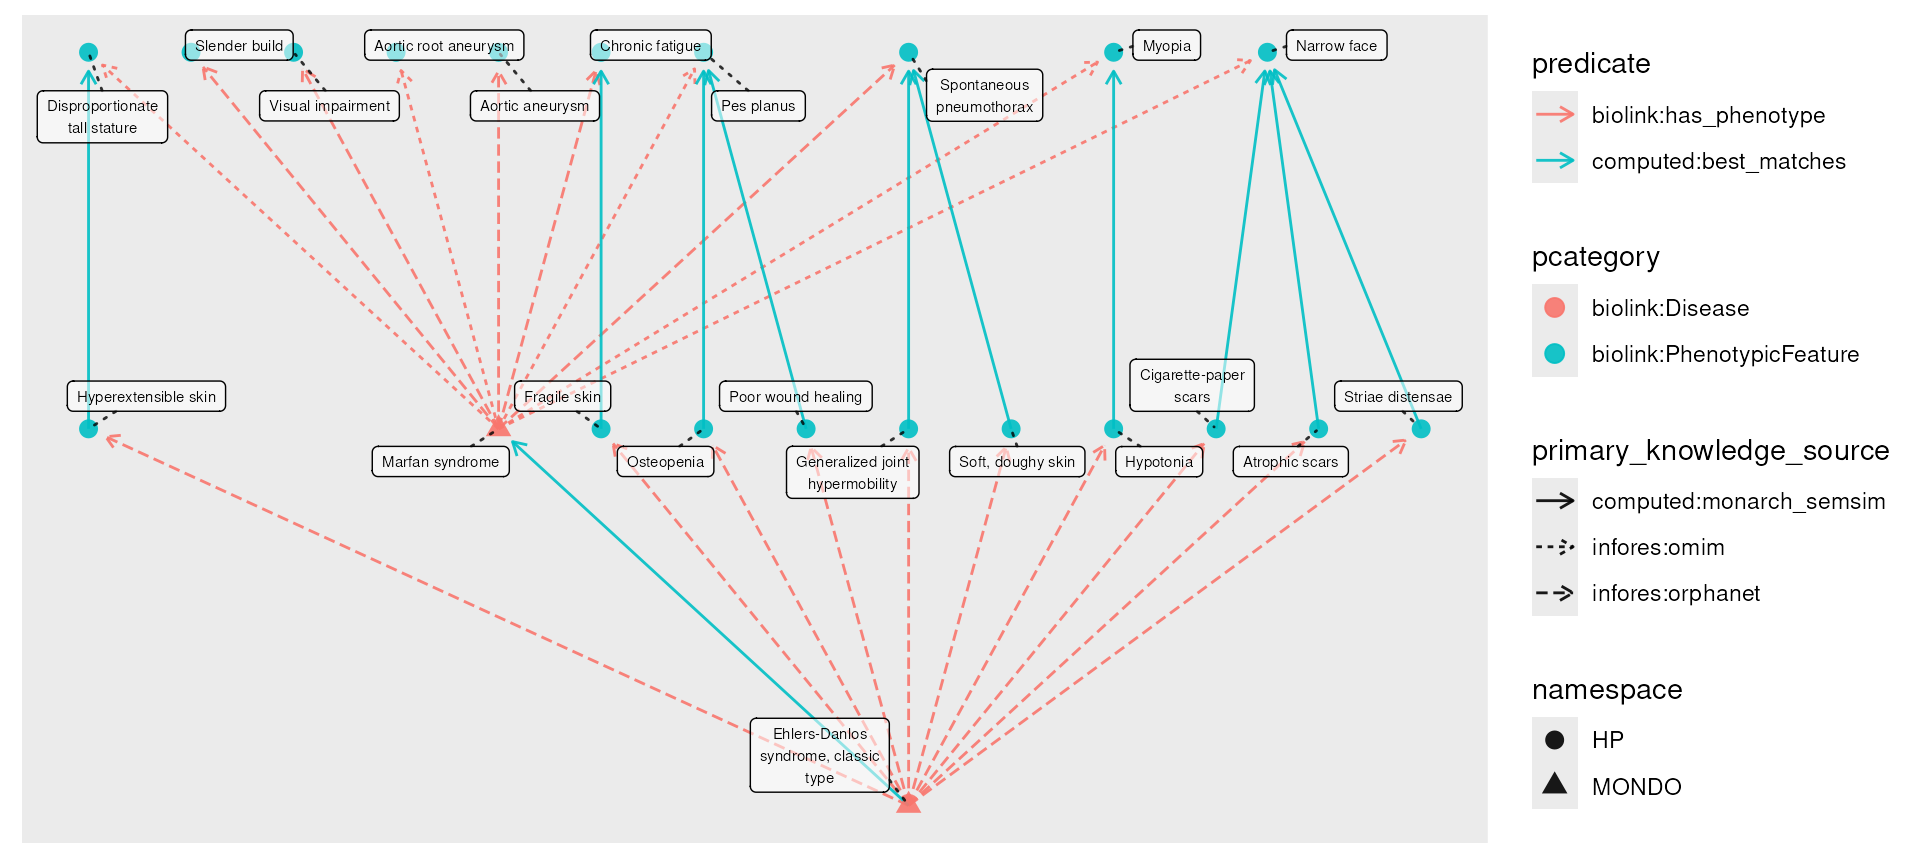 Slender build
Aortic root aneurysm
Chronic fatigue
Myopia
Narrow face
Disproportionate
tall stature
Visual impairment
Aortic aneurysm
Pes planus
Spontaneous
pneumothorax
Hyperextensible skin
Fragile skin
Poor wound healing
Cigarette-paper
scars
Striae distensae
Marfan syndrome
Osteopenia
Generalized joint
hypermobility
Soft, doughy skin
Hypotonia
Atrophic scars
Ehlers-Danlos
syndrome, classic
type
predicate
biolink:has_phenotype
computed:best_matches
pcategory
biolink:Disease
biolink:PhenotypicFeature
primary_knowledge_source
computed:monarch_semsim
infores:omim
infores:orphanet
namespace
HP
MONDO